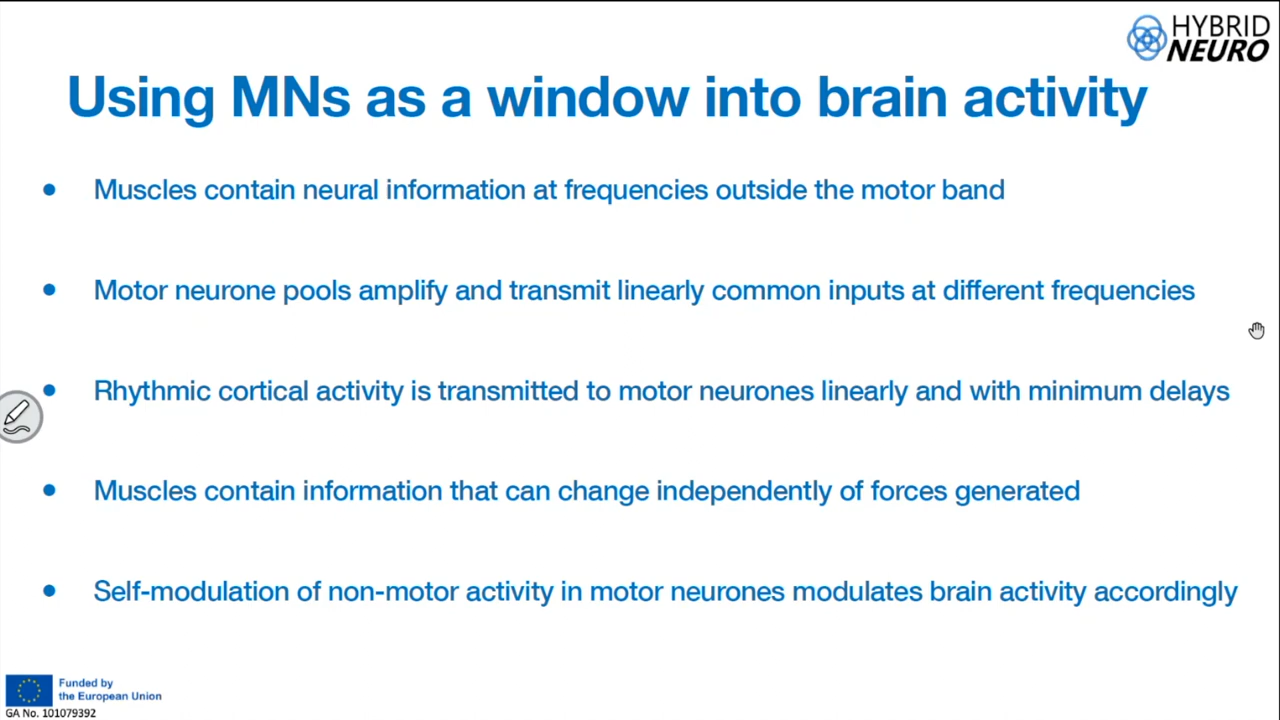 HYBRID
NEURO
Using MNs as a window into brain activity
• Muscles contain neural information at frequencies outside the motor band
• Motor neurone pools amplify and transmit linearly common inputs at different frequencies
• Rhythmic cortical activity is transmitted to motor neurones linearly and with minimum delays
• Muscles contain information that can change independently of forces generated
• Self-modulation of non-motor activity in motor neurones modulates brain activity accordingly
Funded by
the European Union
GA No. 101079392